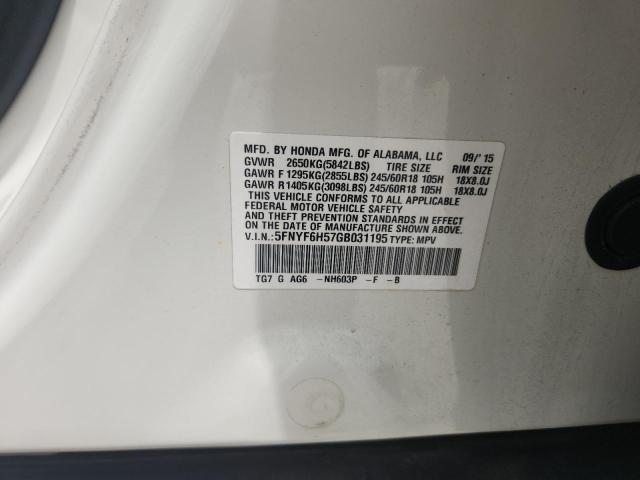 MFD. BY HONDA MFG. OF ALABAMA, LLC 09/'15
GVWR 2650KG(5842LBS) TIRE SIZE RIM SIZE
GAWR F 1295KG(2855LBS) 245/60R18 105H 18X8.0J
GAWR R 1405KG(3098LBS) 245/60R18 105H 18X8.0J
THIS VEHICLE CONFORMS TO ALL APPLICABLE
FEDERAL MOTOR VEHICLE SAFETY
AND THEFT PREVENTION STANDARDS IN EFFECT
ON THE DATE OF MANUFACTURE SHOWN ABOVE.
V.I.N.: 5FNYF6H57GB031195 TYPE: MPV
TG7 G AG6 -NH603P -F -B